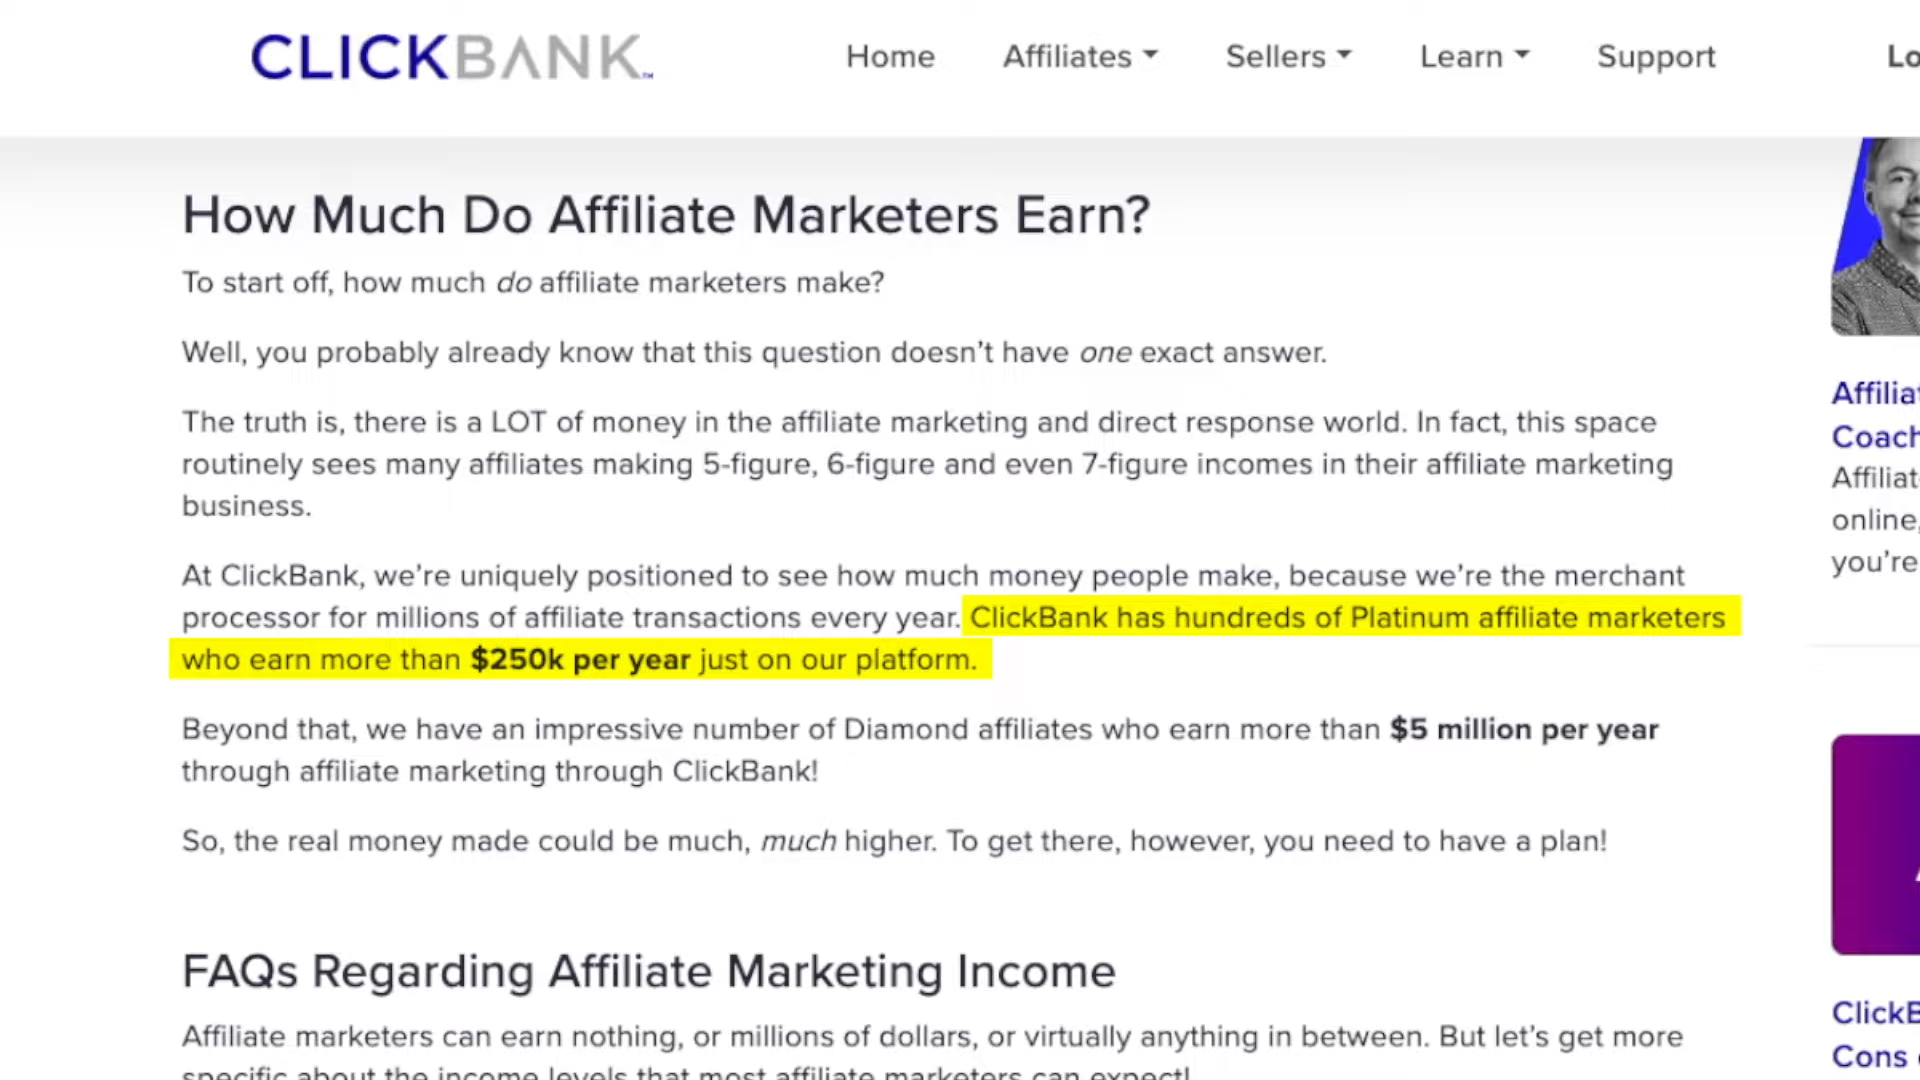 CLICKBANK™
Home Affiliates Sellers Learn Support
How Much Do Affiliate Marketers Earn?
To start off, how much do affiliate marketers make?
Well, you probably already know that this question doesn’t have one exact answer.
The truth is, there is a LOT of money in the affiliate marketing and direct response world. In fact, this space
routinely sees many affiliates making 5-figure, 6-figure and even 7-figure incomes in their affiliate marketing
business.
At ClickBank, we’re uniquely positioned to see how much money people make, because we’re the merchant
processor for millions of affiliate transactions every year. ClickBank has hundreds of Platinum affiliate marketers
who earn more than $250k per year just on our platform.
Beyond that, we have an impressive number of Diamond affiliates who earn more than $5 million per year
through affiliate marketing through ClickBank!
So, the real money made could be much, much higher. To get there, however, you need to have a plan!
FAQs Regarding Affiliate Marketing Income
Affiliate marketers can earn nothing, or millions of dollars, or virtually anything in between. But let’s get more
specific about the income levels that most affiliate marketers can expect!
online,
you’re
Cons